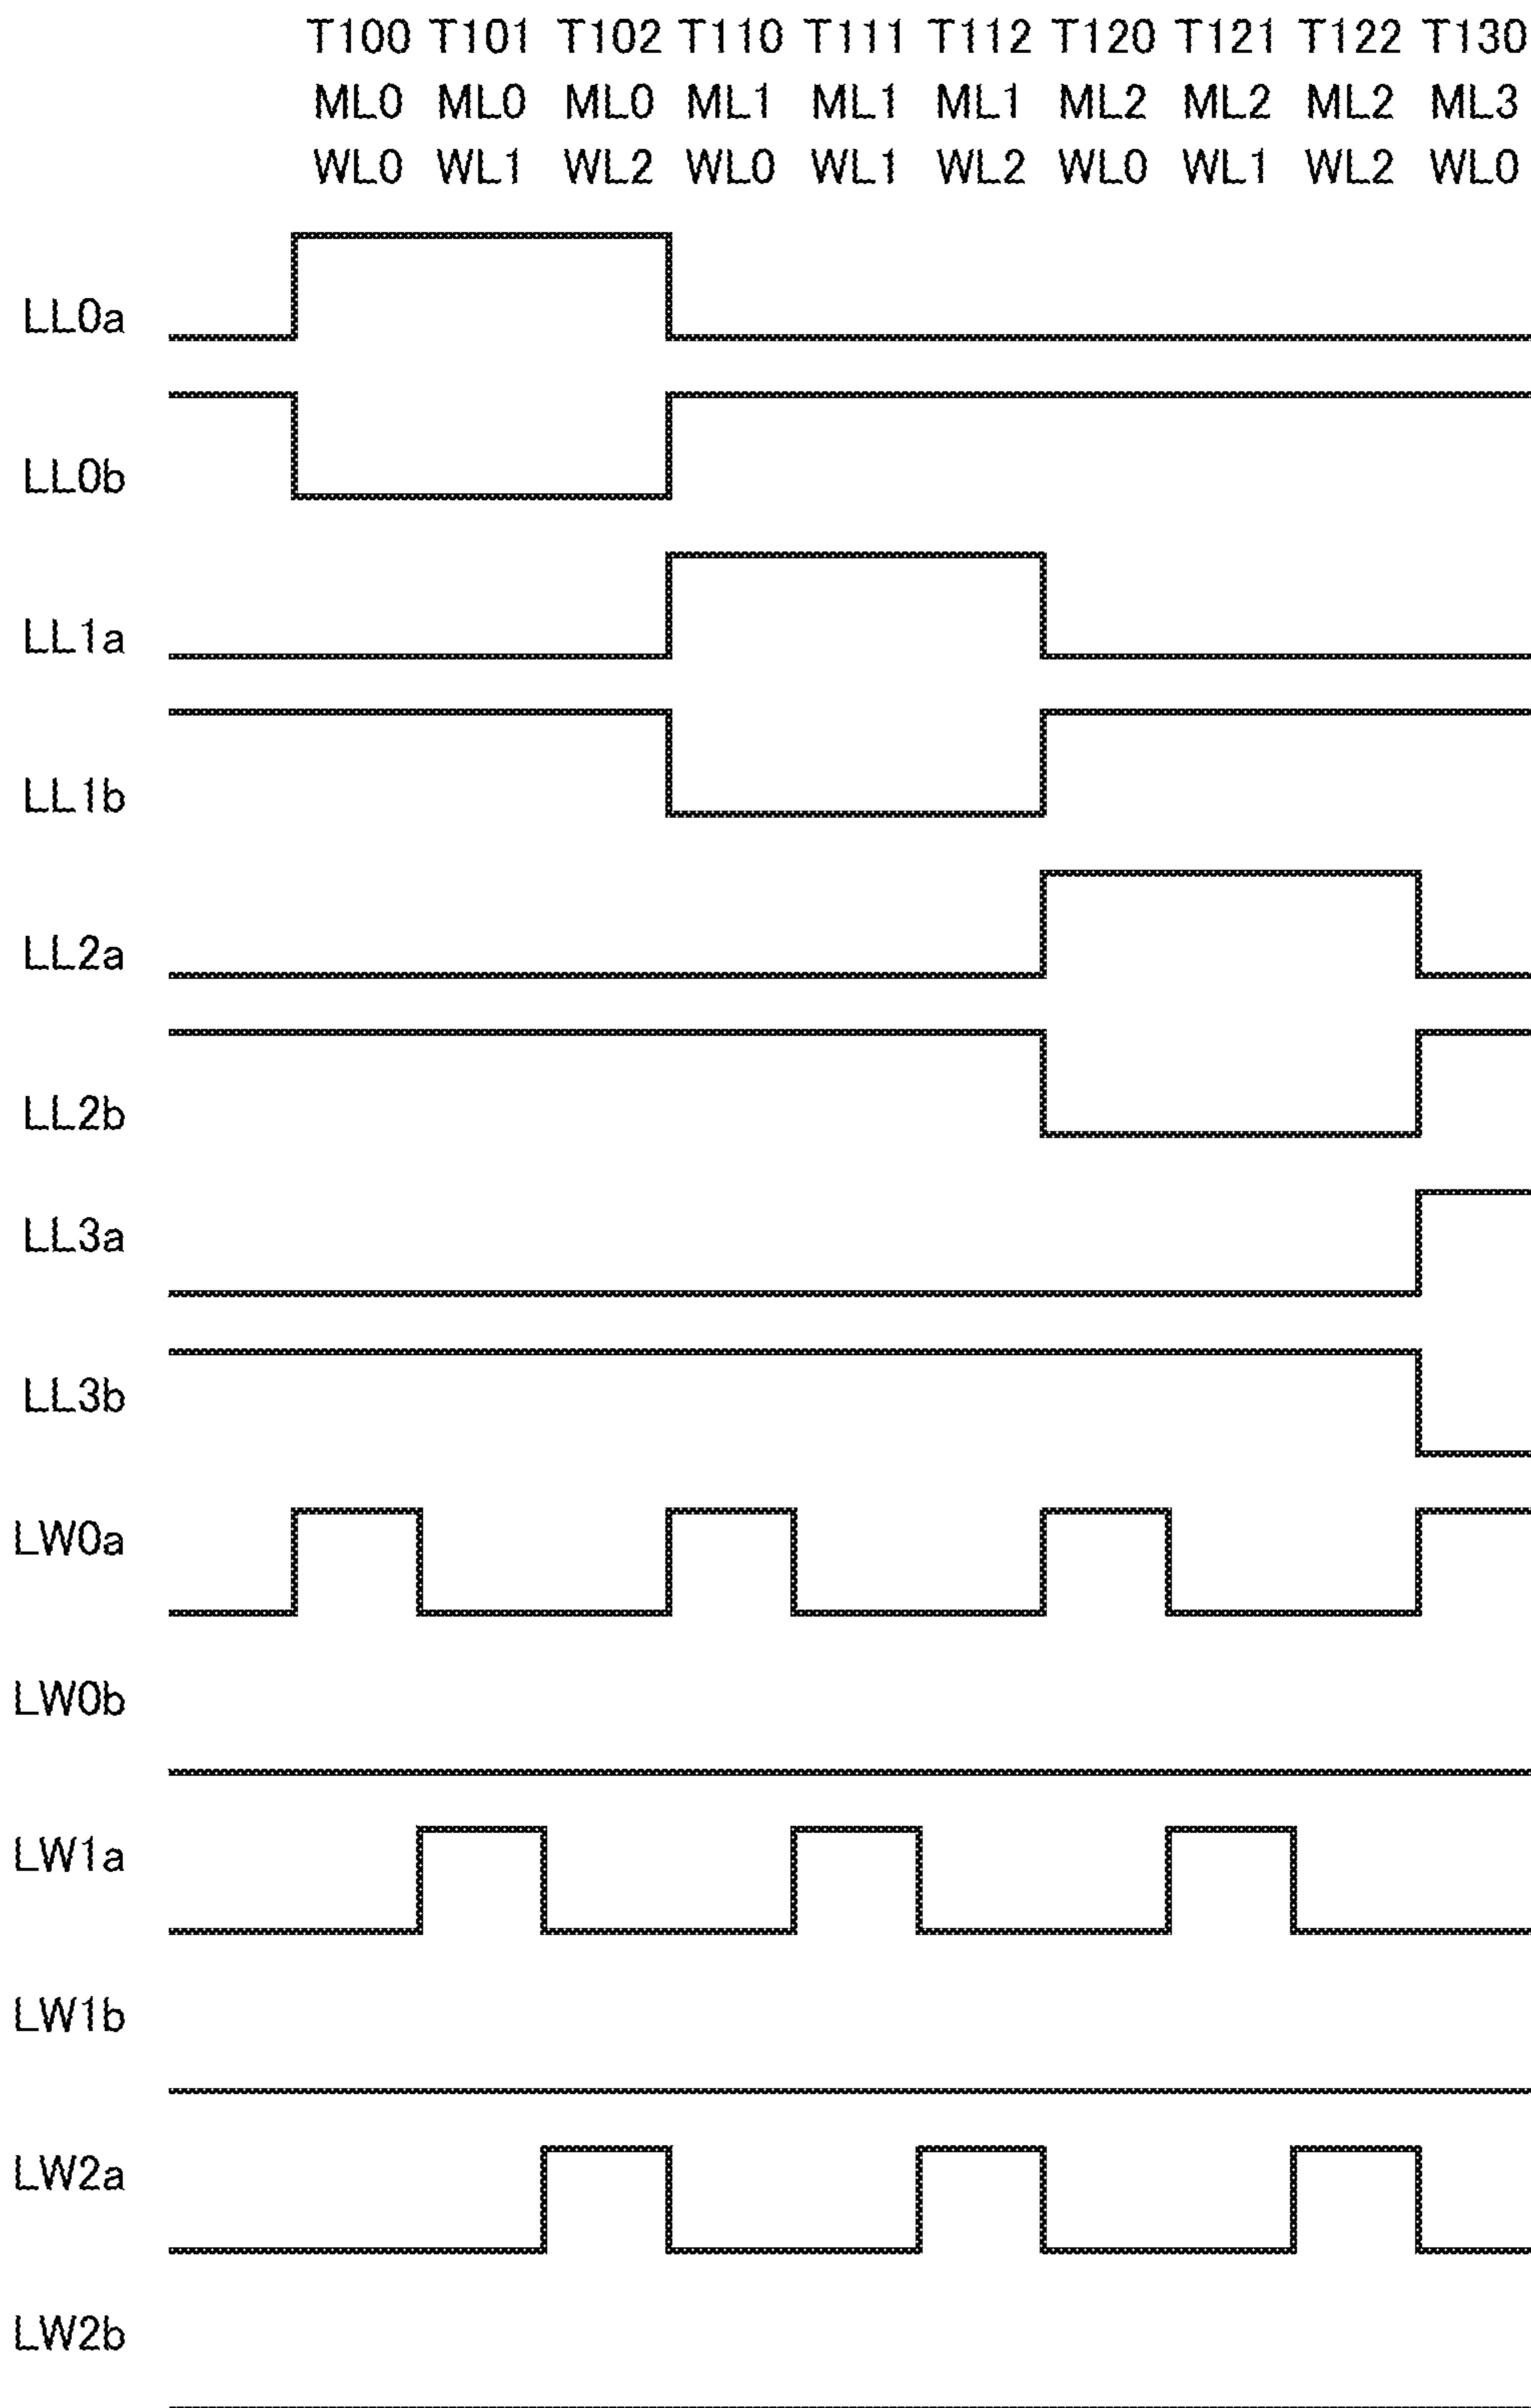 T100 T101 T102 T110 T111 T112 T120 T121 T122 T130
ML0 ML0 ML0 ML1 ML1 ML1 ML2 ML2 ML2 ML3
WL0 WL1 WL2 WL0 WL1 WL2 WL0 WL1 WL2 WL0
LL0a
LL0b
LL1a
LL1b
LL2a
LL2b
LL3a
LL3b
LW0a
LW0b
LW1a
LW1b
LW2a
LW2b